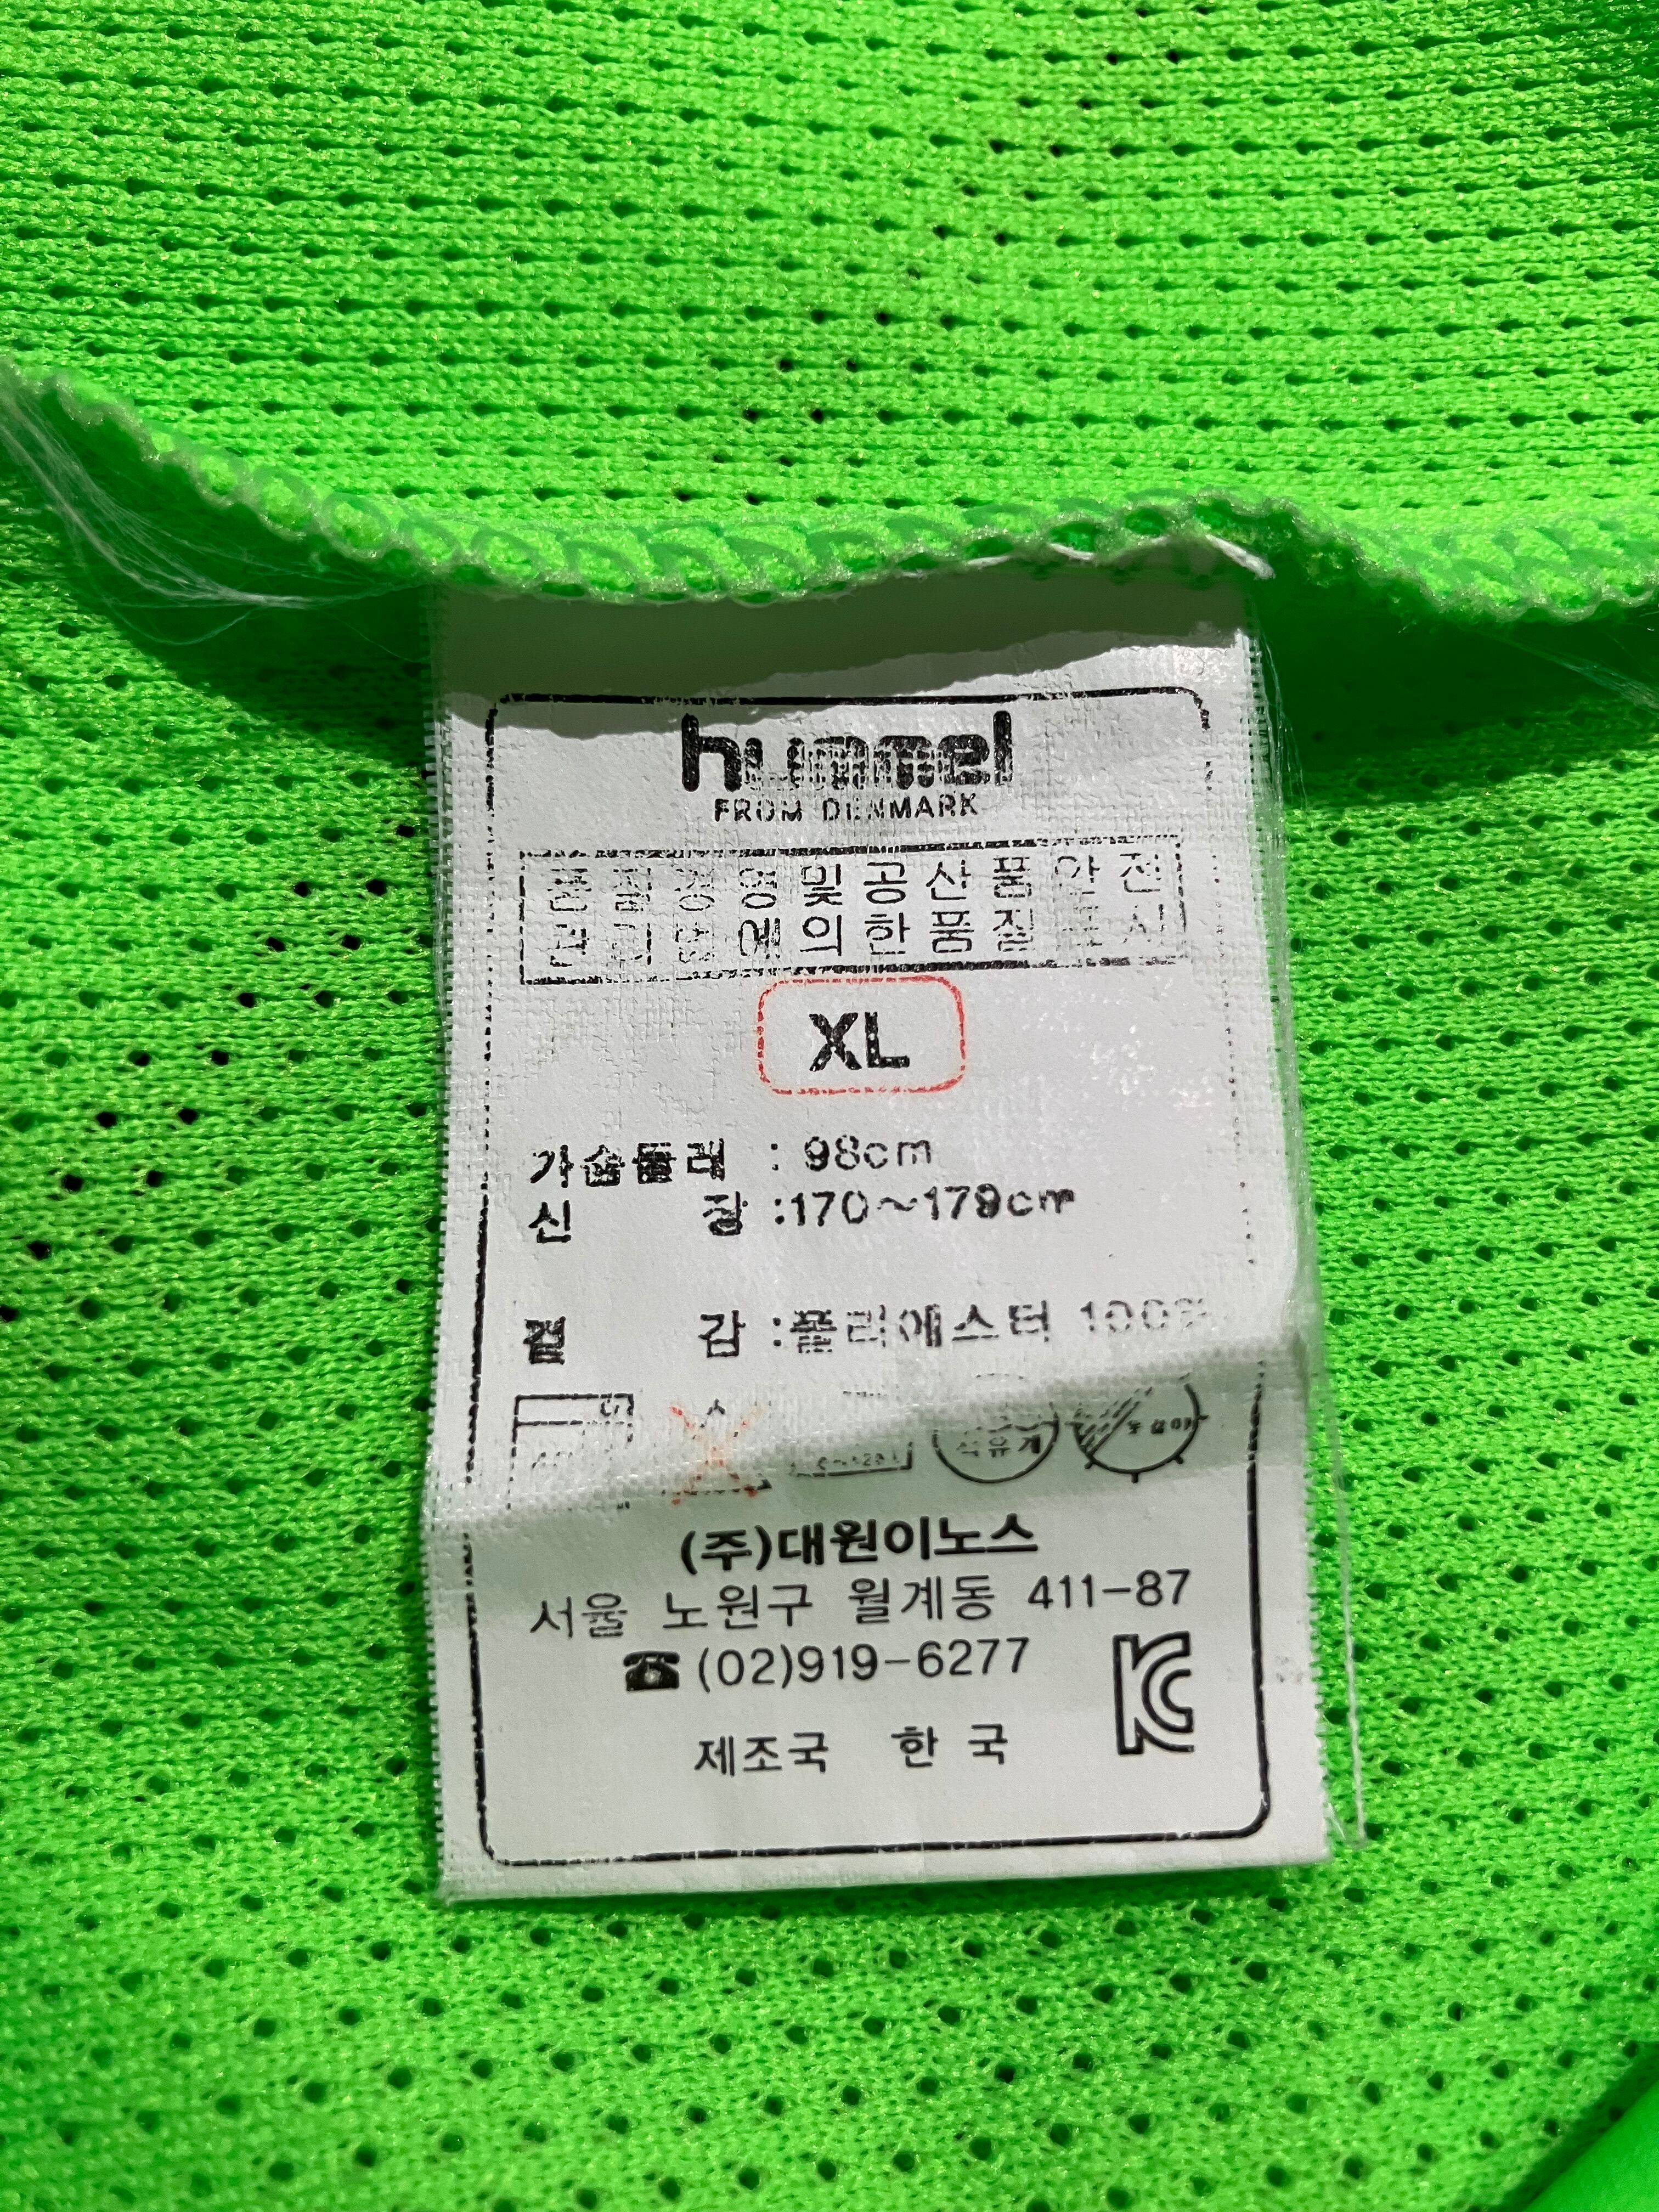 hummel
FROM DENMARK
품질경영및공산품안전
관리법에의한품질표시
XL
가슴둘레 : 98cm
신 장 :170~179cm
겉 감 :폴리에스터 100%
석유계
(주)대원이노스
서울 노원구 월계동 411-87
☎(02)919-6277
제조국 한국